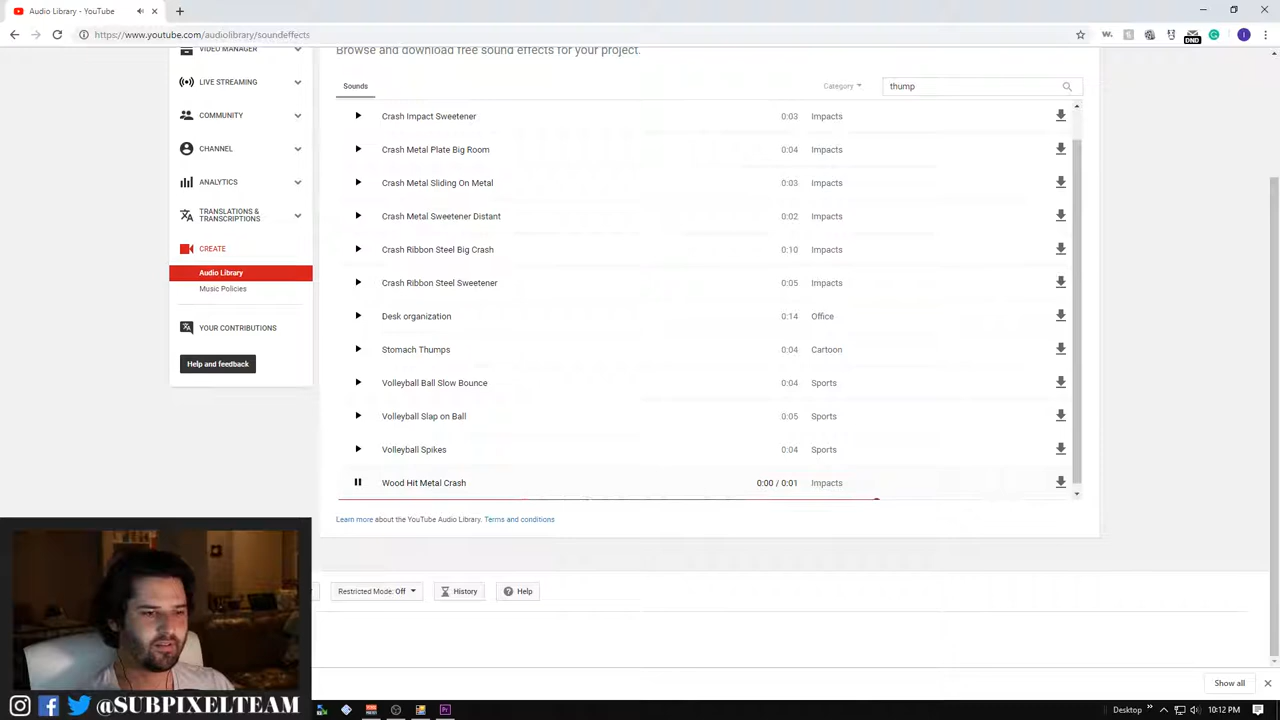 Audio Library - YouTube
https://www.youtube.com/audiolibrary/soundeffects
DND
VIDEO MANAGER
LIVE STREAMING
COMMUNITY
CHANNEL
ANALYTICS
TRANSLATIONS &
TRANSCRIPTIONS
CREATE
Audio Library
Music Policies
YOUR CONTRIBUTIONS
Help and feedback
Browse and download free sound effects for your project.
Sounds
Category
thump
Crash Impact Sweetener 0:03 Impacts
Crash Metal Plate Big Room 0:04 Impacts
Crash Metal Sliding On Metal 0:03 Impacts
Crash Metal Sweetener Distant 0:02 Impacts
Crash Ribbon Steel Big Crash 0:10 Impacts
Crash Ribbon Steel Sweetener 0:05 Impacts
Desk organization 0:14 Office
Stomach Thumps 0:04 Cartoon
Volleyball Ball Slow Bounce 0:04 Sports
Volleyball Slap on Ball 0:05 Sports
Volleyball Spikes 0:04 Sports
Wood Hit Metal Crash 0:00 / 0:01 Impacts
Learn more about the YouTube Audio Library. Terms and conditions
Restricted Mode: Off
History
Help
Show all
@SUBPIXELTEAM
Pr
Desktop
10:12 PM